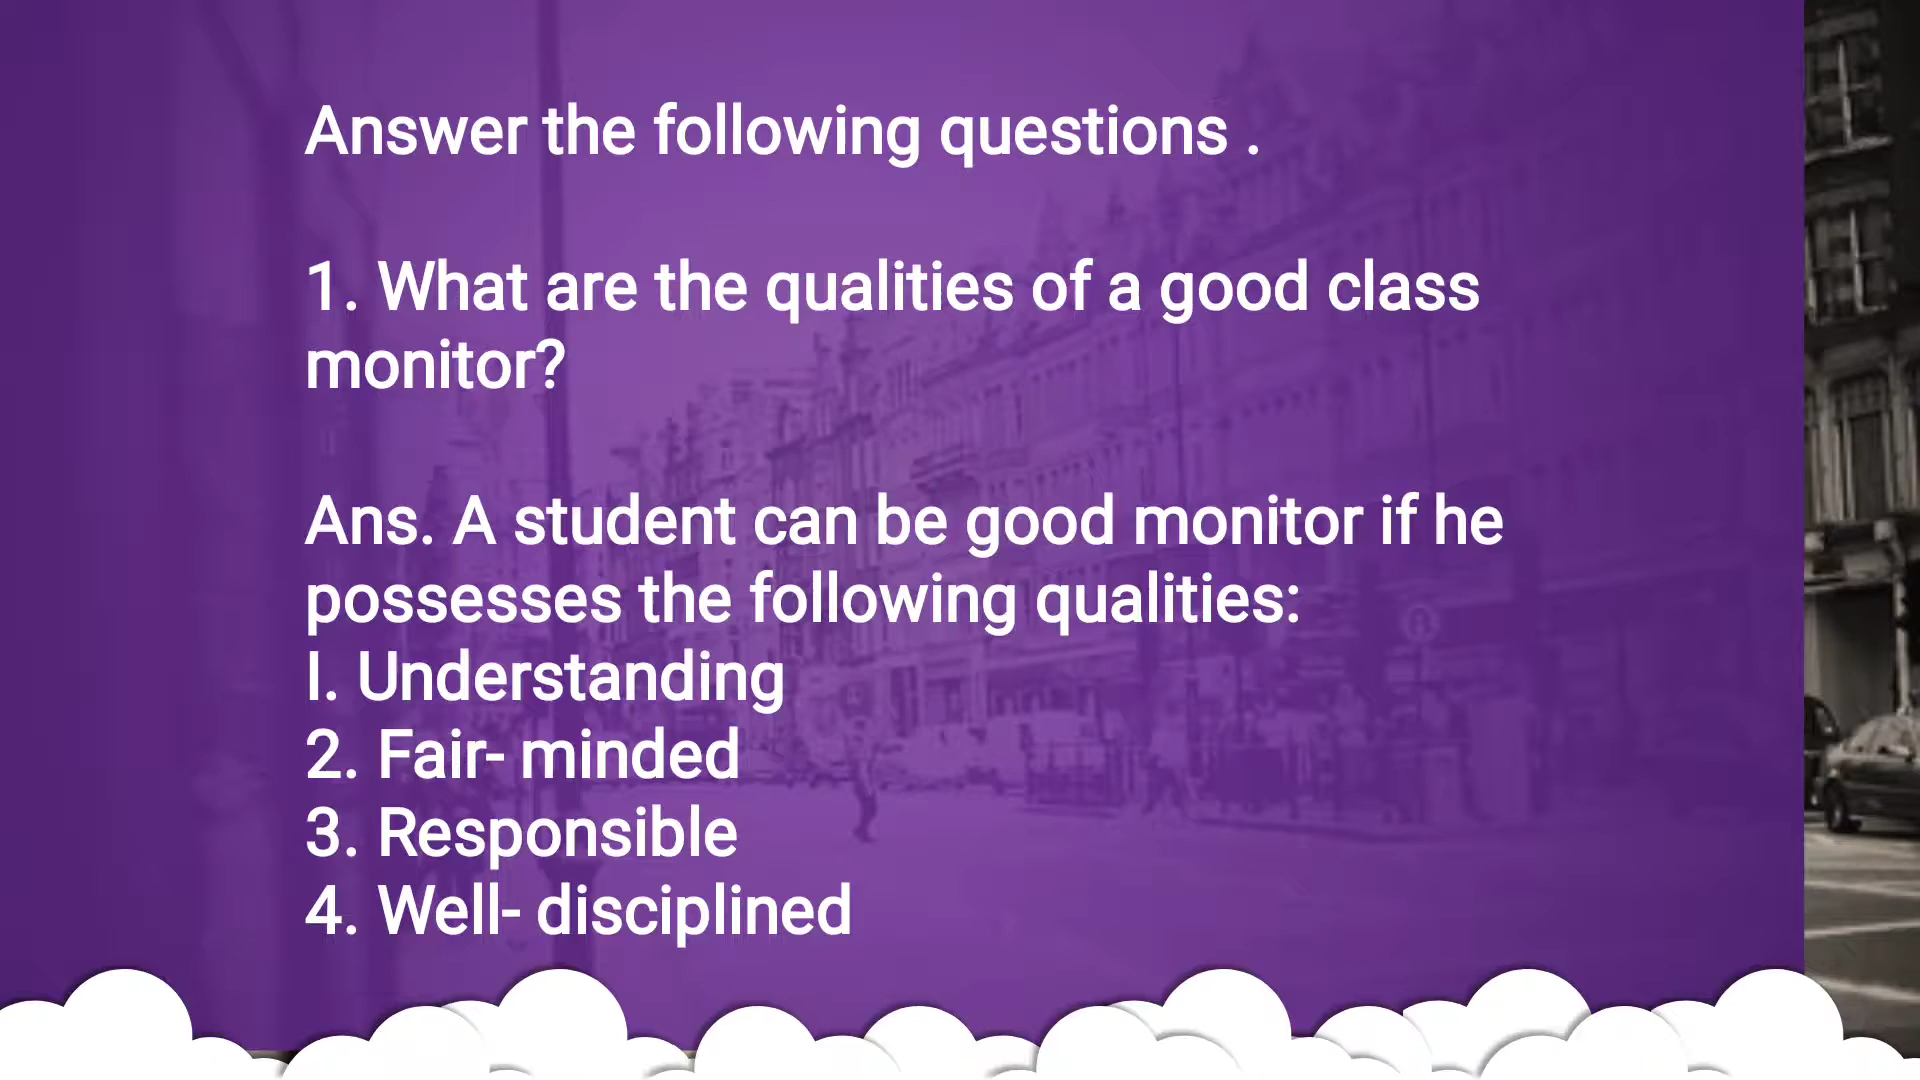 Answer the following questions .
1. What are the qualities of a good class
monitor?
Ans. A student can be good monitor if he
possesses the following qualities:
I. Understanding
2. Fair- minded
3. Responsible
4. Well- disciplined